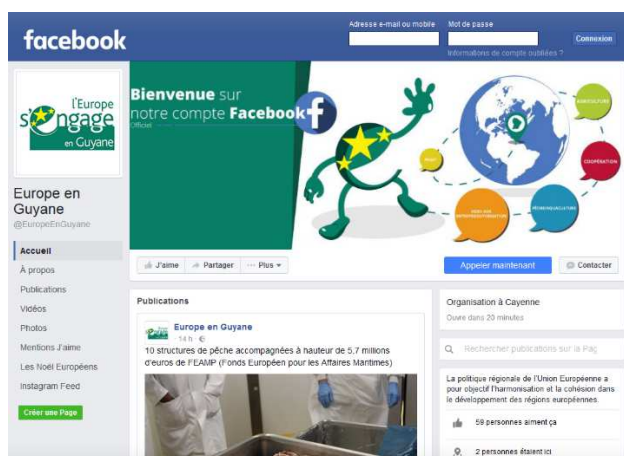 facebook
Adresse e-mail ou mobile
Mot de passe
Connexion
Informations de compte oubliées ?
l'Europe
s'engage
en Guyane
Bienvenue sur
notre compte Facebook
Officiel
AGRICULTURE
COOPÉRATION
PÊCHE/AQUACULTURE
Europe en
Guyane
@EuropeEnGuyane
Accueil
À propos
Publications
Vidéos
Photos
Mentions J'aime
Les Noël Européens
Instagram Feed
Créer une Page
J'aime
Partager
Plus
Appeler maintenant
Contacter
Publications
Europe en Guyane
14 h
10 structures de pêche accompagnées à hauteur de 5,7 millions
d'euros de FEAMP (Fonds Européen pour les Affaires Maritimes)
Organisation à Cayenne
Ouvre dans 20 minutes
Rechercher publications sur la Pag
La politique régionale de l'Union Européenne a
pour objectif l'harmonisation et la cohésion dans
le développement des régions européennes.
59 personnes aiment ça
2 personnes étaient ici